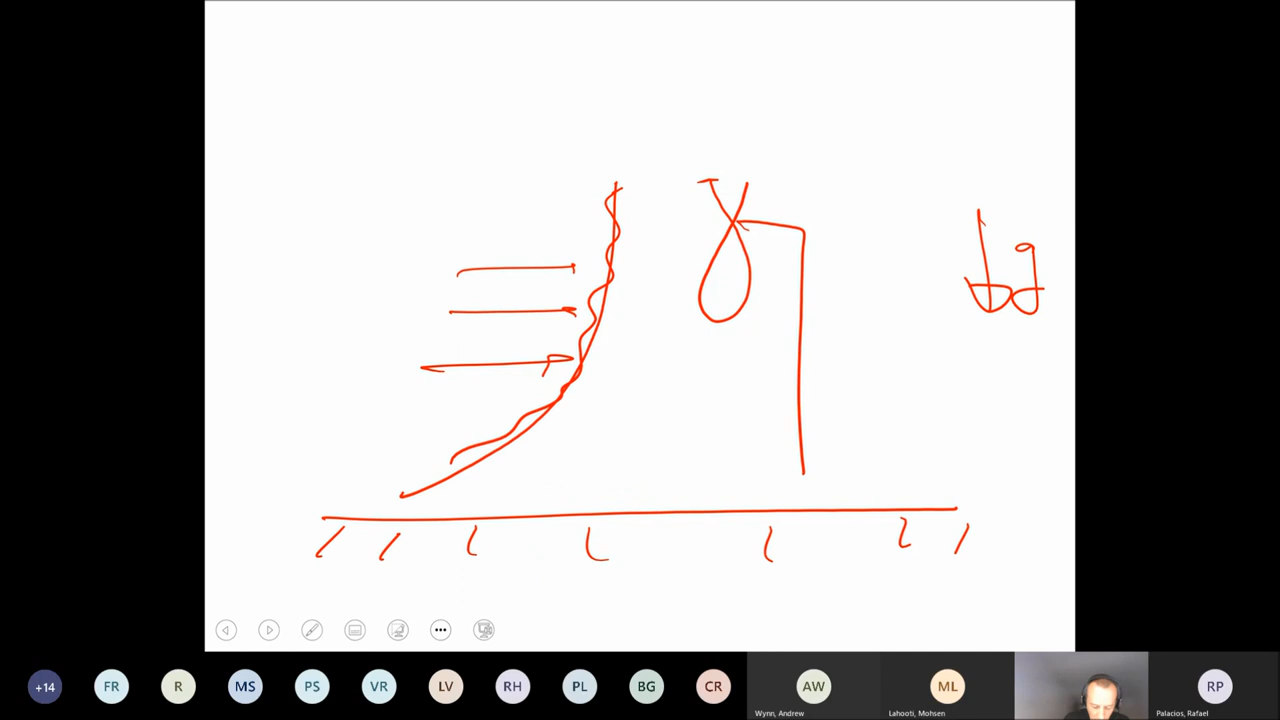 +14
FR
R
MS
PS
VR
LV
RH
PL
BG
CR
AW
Wynn, Andrew
ML
Lahooti, Mohsen
RP
Palacios, Rafael